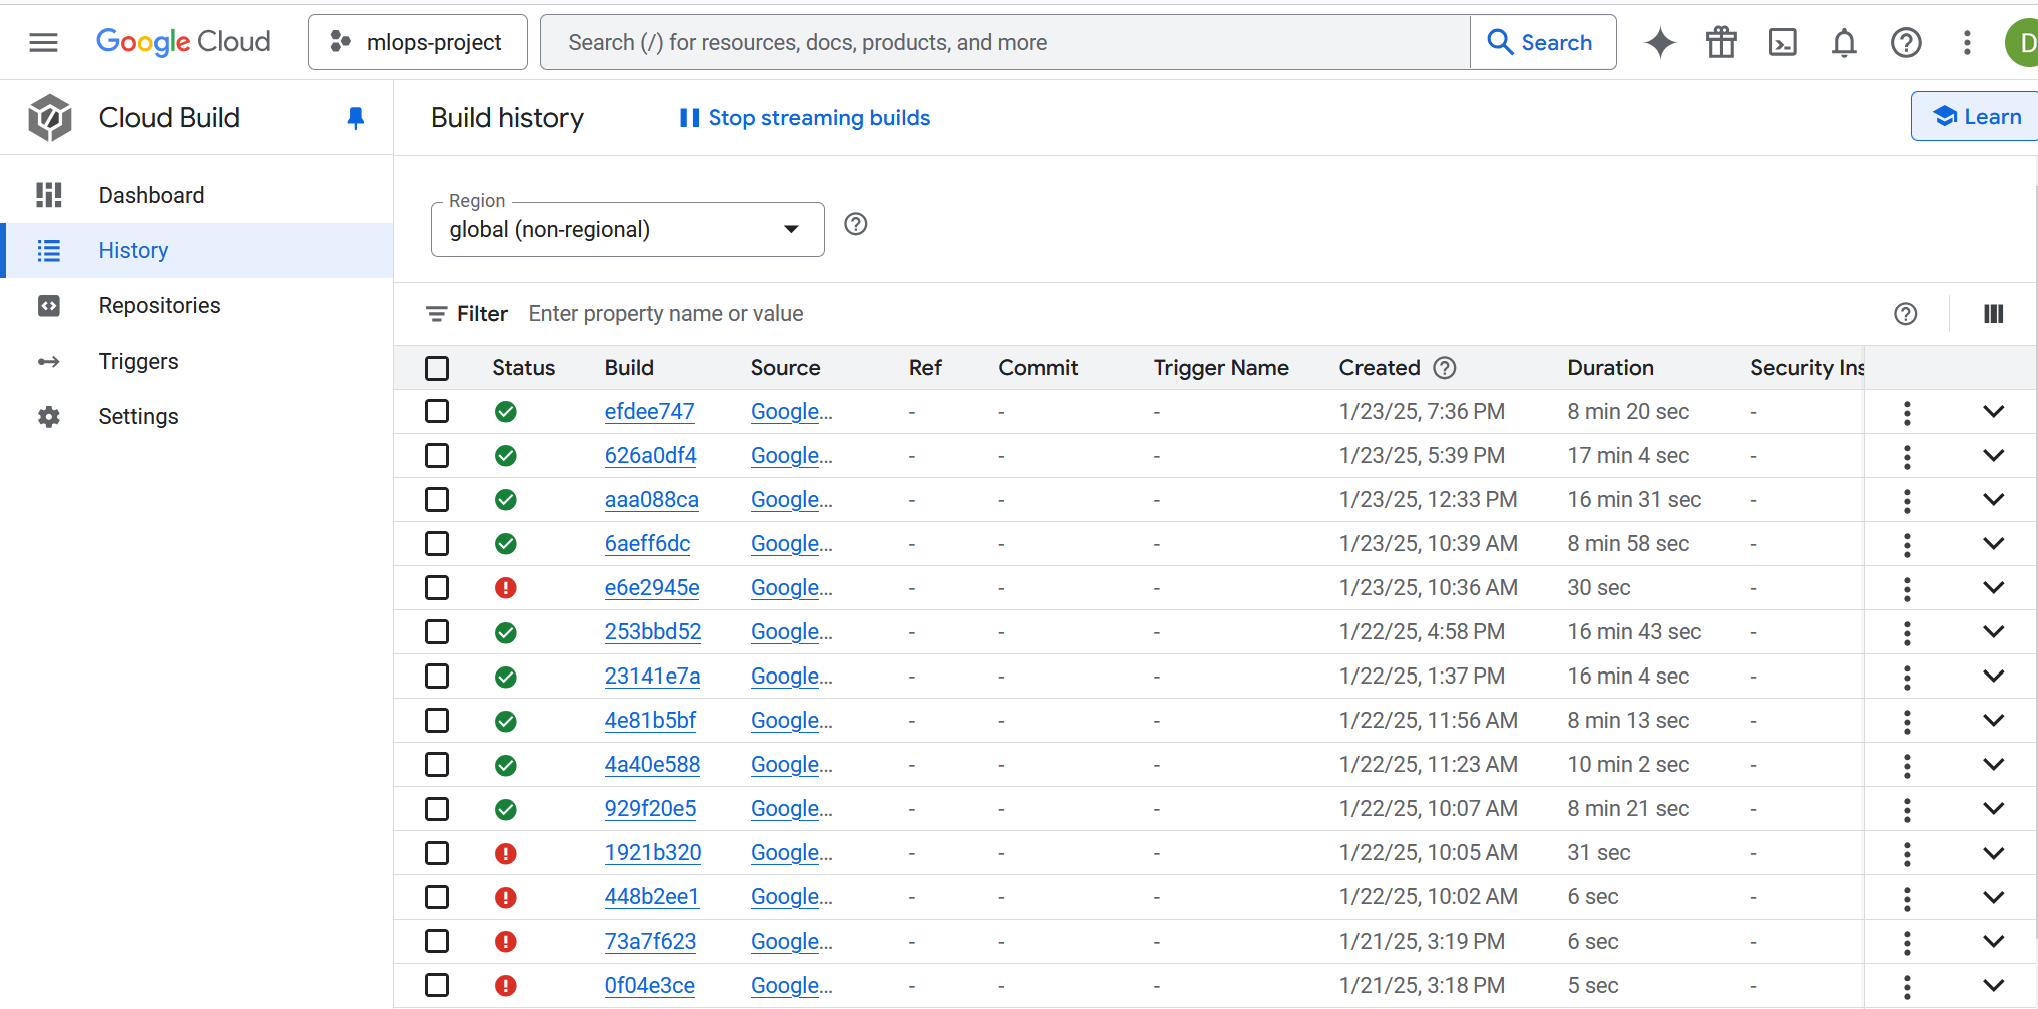 Google Cloud mlops-project Search (/) for resources, docs, products, and more Search D
Cloud Build Build history Stop streaming builds Learn
Dashboard
History
Repositories
Triggers
Settings
Region
global (non-regional)
Filter Enter property name or value
Status Build Source Ref Commit Trigger Name Created Duration Security Ins
efdee747 Google... - - - 1/23/25, 7:36 PM 8 min 20 sec -
626a0df4 Google... - - - 1/23/25, 5:39 PM 17 min 4 sec -
aaa088ca Google... - - - 1/23/25, 12:33 PM 16 min 31 sec -
6aeff6dc Google... - - - 1/23/25, 10:39 AM 8 min 58 sec -
e6e2945e Google... - - - 1/23/25, 10:36 AM 30 sec -
253bbd52 Google... - - - 1/22/25, 4:58 PM 16 min 43 sec -
23141e7a Google... - - - 1/22/25, 1:37 PM 16 min 4 sec -
4e81b5bf Google... - - - 1/22/25, 11:56 AM 8 min 13 sec -
4a40e588 Google... - - - 1/22/25, 11:23 AM 10 min 2 sec -
929f20e5 Google... - - - 1/22/25, 10:07 AM 8 min 21 sec -
1921b320 Google... - - - 1/22/25, 10:05 AM 31 sec -
448b2ee1 Google... - - - 1/22/25, 10:02 AM 6 sec -
73a7f623 Google... - - - 1/21/25, 3:19 PM 6 sec -
0f04e3ce Google... - - - 1/21/25, 3:18 PM 5 sec -